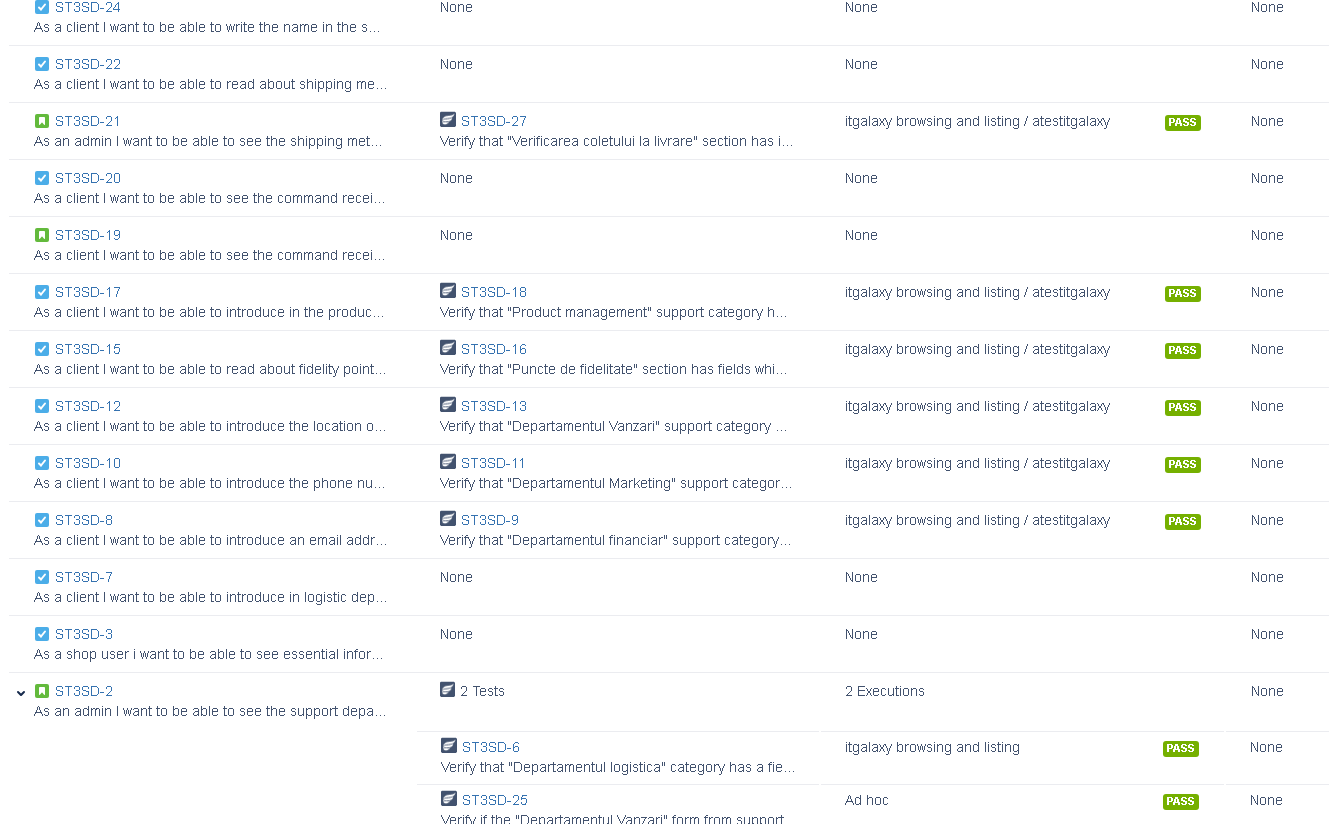 ST3SD-24 None None None
As a client I want to be able to write the name in the s...
ST3SD-22 None None None
As a client I want to be able to read about shipping me...
ST3SD-21 ST3SD-27 itgalaxy browsing and listing / atestitgalaxy PASS None
As an admin I want to be able to see the shipping met... Verify that "Verificarea coletului la livrare" section has i...
ST3SD-20 None None None
As a client I want to be able to see the command recei...
ST3SD-19 None None None
As a client I want to be able to see the command recei...
ST3SD-17 ST3SD-18 itgalaxy browsing and listing / atestitgalaxy PASS None
As a client I want to be able to introduce in the produc... Verify that "Product management" support category h...
ST3SD-15 ST3SD-16 itgalaxy browsing and listing / atestitgalaxy PASS None
As a client I want to be able to read about fidelity point... Verify that "Puncte de fidelitate" section has fields whi...
ST3SD-12 ST3SD-13 itgalaxy browsing and listing / atestitgalaxy PASS None
As a client I want to be able to introduce the location o... Verify that "Departamentul Vanzari" support category ...
ST3SD-10 ST3SD-11 itgalaxy browsing and listing / atestitgalaxy PASS None
As a client I want to be able to introduce the phone nu... Verify that "Departamentul Marketing" support categor...
ST3SD-8 ST3SD-9 itgalaxy browsing and listing / atestitgalaxy PASS None
As a client I want to be able to introduce an email addr... Verify that "Departamentul financiar" support category...
ST3SD-7 None None None
As a client I want to be able to introduce in logistic dep...
ST3SD-3 None None None
As a shop user i want to be able to see essential infor...
ST3SD-2 2 Tests 2 Executions None
As an admin I want to be able to see the support depa...
ST3SD-6 itgalaxy browsing and listing PASS None
Verify that "Departamentul logistica" category has a fie...
ST3SD-25 Ad hoc PASS None
Verify if the "Departamentul Vanzari" form from support